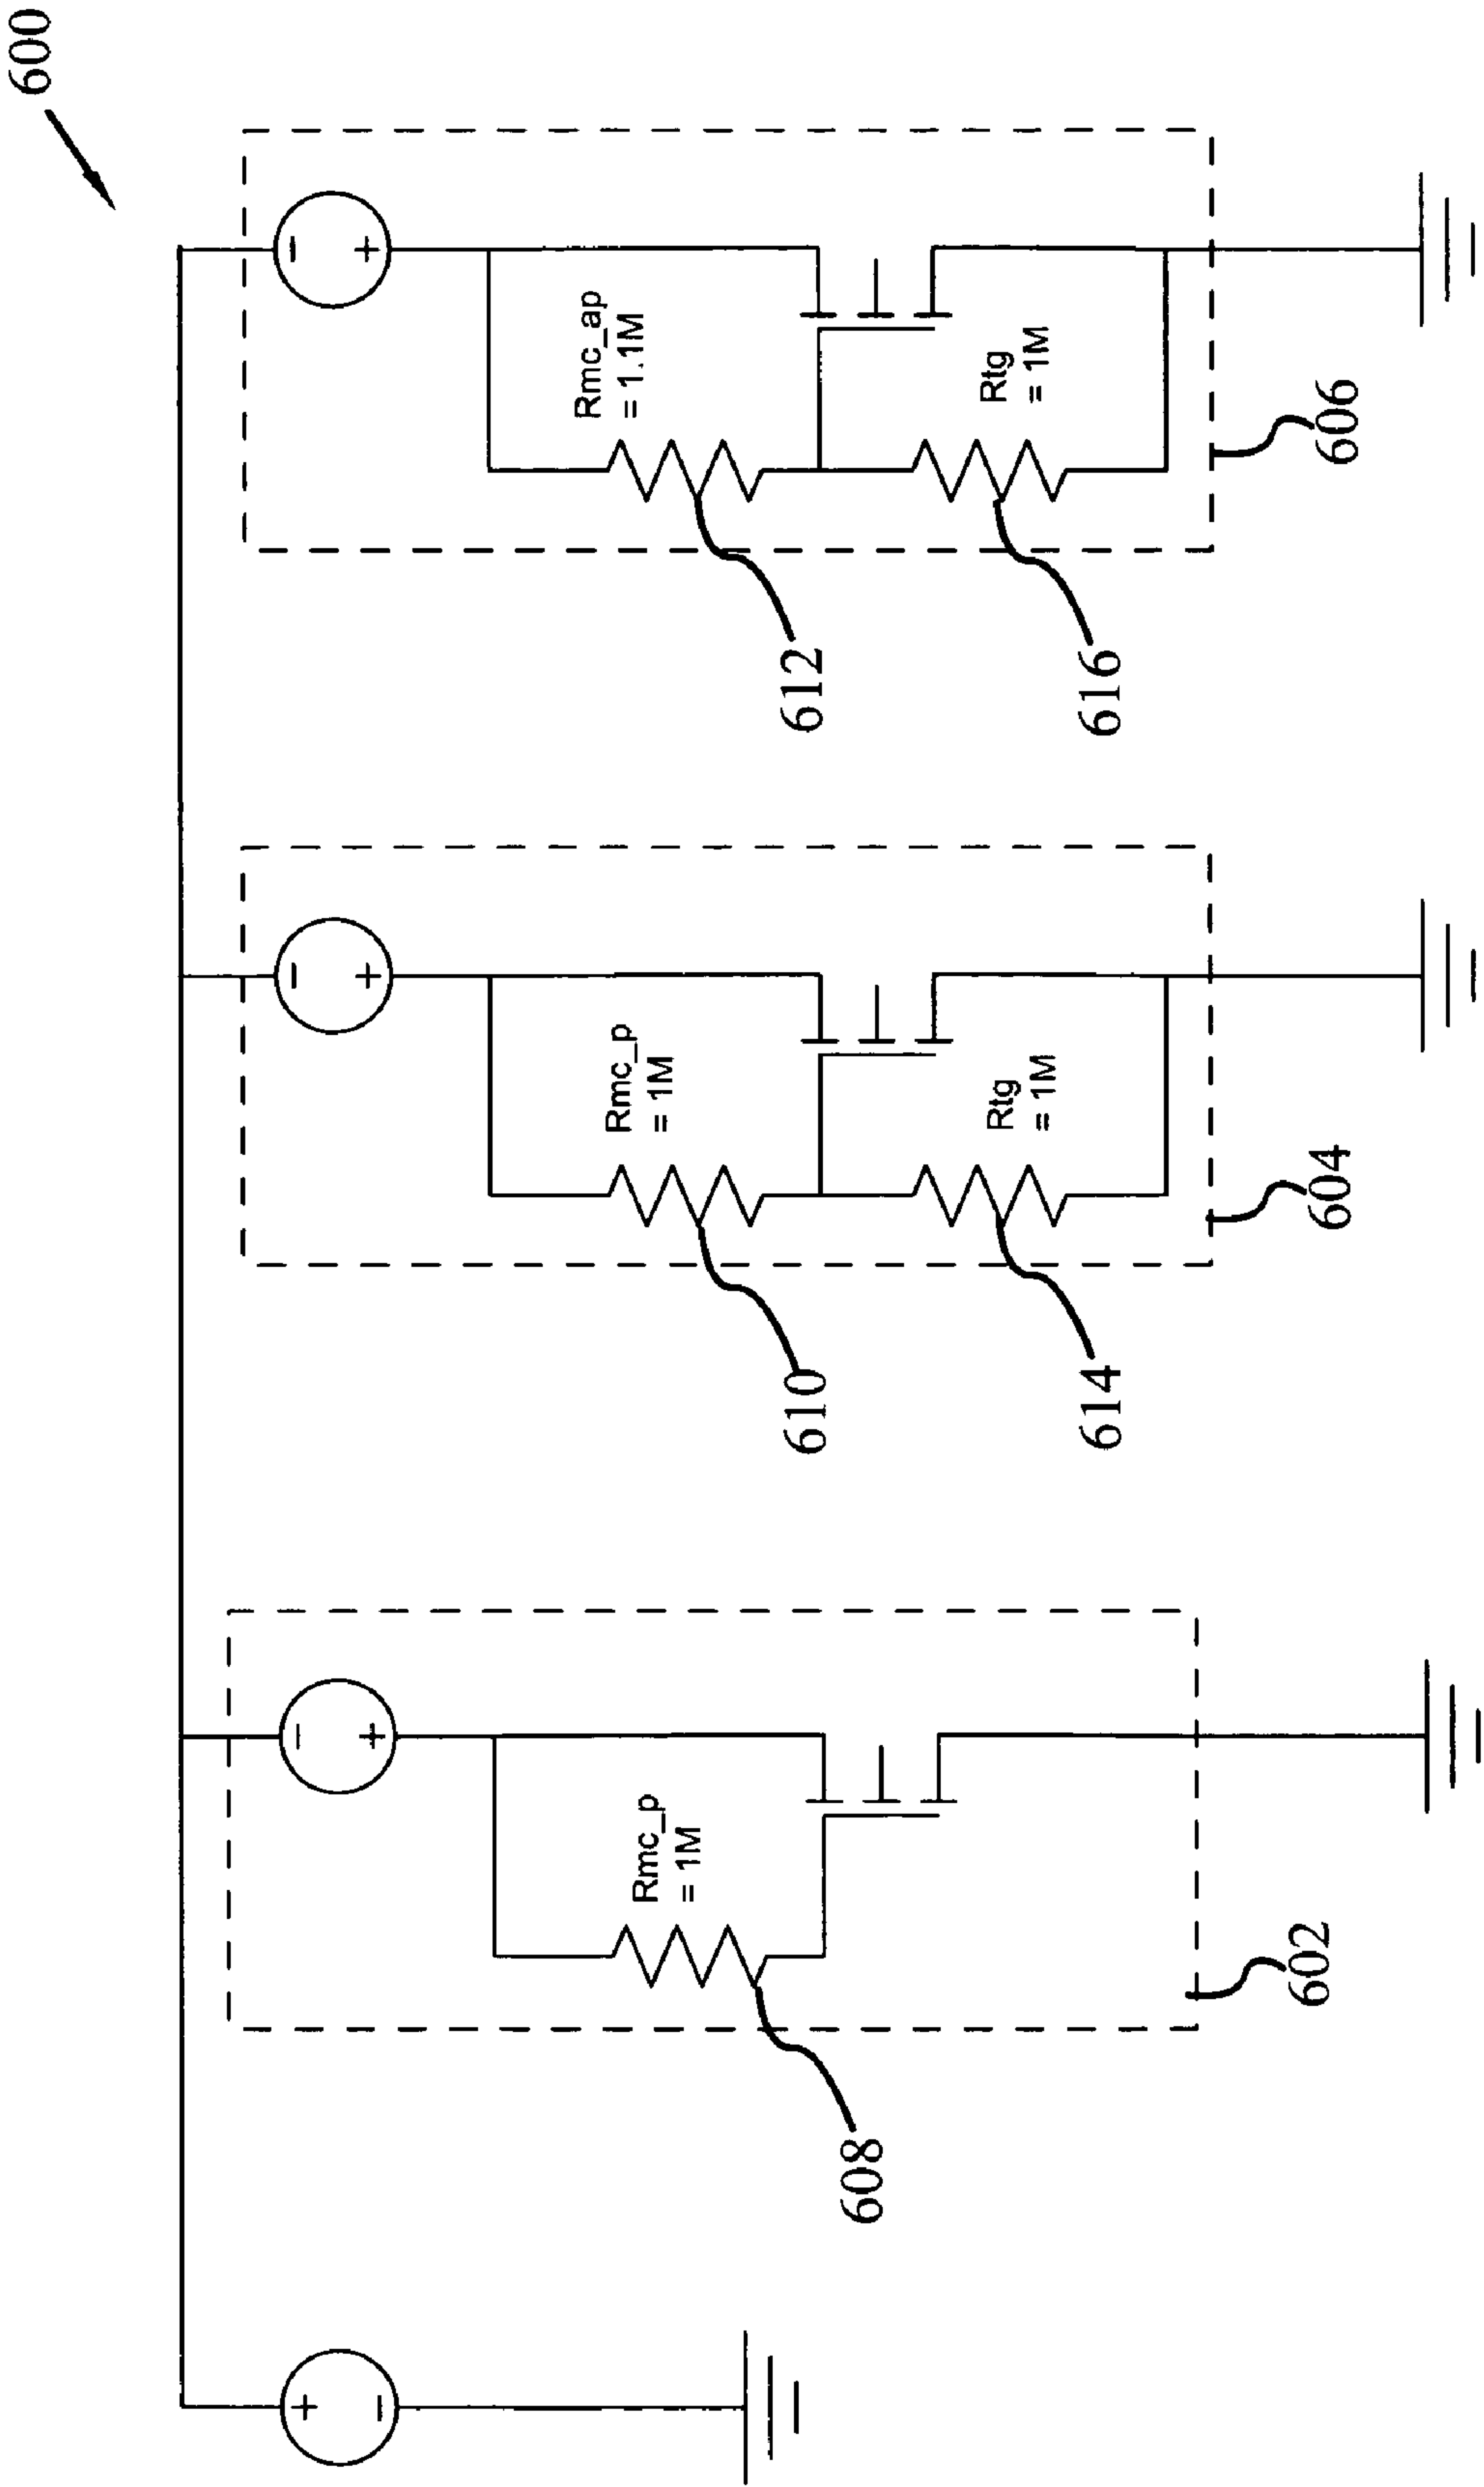 600
Rmc_p
= 1M
608
602
Rmc_p
= 1M
610
Rtg
= 1M
614
604
Rmc_ap
= 1.1M
612
Rtg
= 1M
616
606